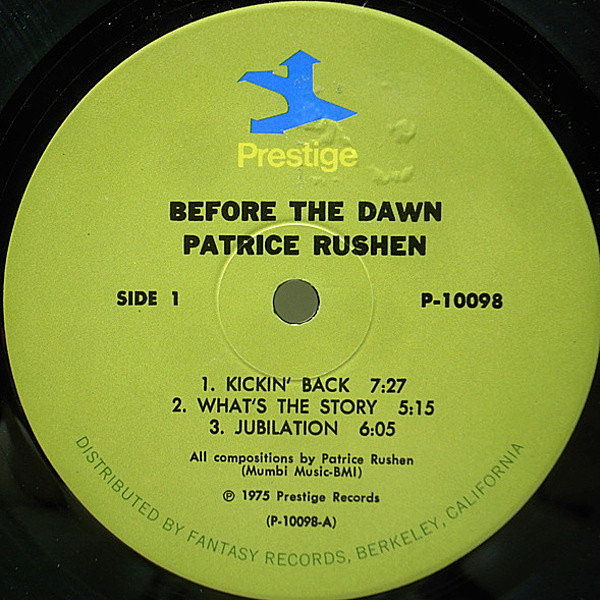 Prestige
BEFORE THE DAWN
PATRICE RUSHEN
SIDE 1
P-10098
1. KICKIN' BACK 7:27
2. WHAT'S THE STORY 5:15
3. JUBILATION 6:05
All compositions by Patrice Rushen
(Mumbi Music-BMI)
℗ 1975 Prestige Records
(P-10098-A)
DISTRIBUTED BY FANTASY RECORDS, BERKELEY, CALIFORNIA